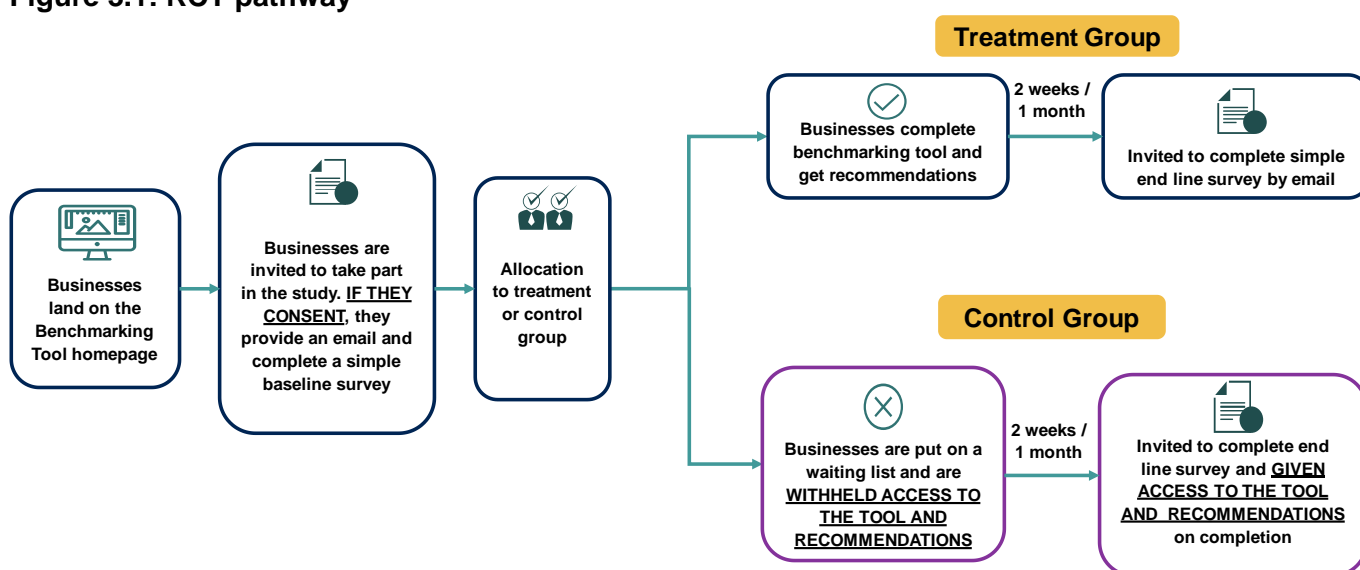 Figure 3.1: RCT pathway
Treatment Group
Businesses
land on the
Benchmarking
Tool homepage
Businesses are
invited to take part
in the study. IF THEY
CONSENT, they
provide an email and
complete a simple
baseline survey
Allocation
to treatment
or control
group
Businesses complete
benchmarking tool and
get recommendations
2 weeks /
1 month
Invited to complete simple
end line survey by email
Control Group
Businesses are put on a
waiting list and are
WITHHELD ACCESS TO
THE TOOL AND
RECOMMENDATIONS
2 weeks /
1 month
Invited to complete end
line survey and GIVEN
ACCESS TO THE TOOL
AND RECOMMENDATIONS
on completion